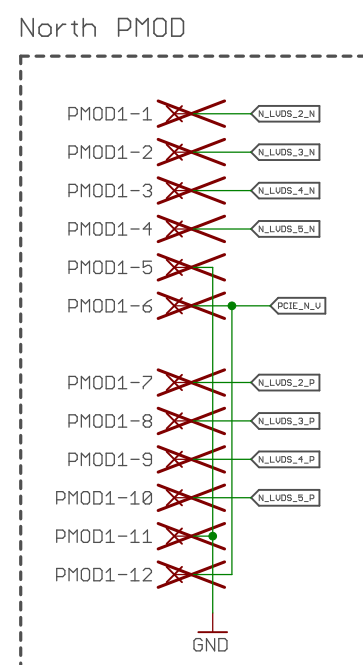 North PMOD
PMOD1-1 N_LVDS_2_N
PMOD1-2 N_LVDS_3_N
PMOD1-3 N_LVDS_4_N
PMOD1-4 N_LVDS_5_N
PMOD1-5
PMOD1-6 PCIE_N_V
PMOD1-7 N_LVDS_2_P
PMOD1-8 N_LVDS_3_P
PMOD1-9 N_LVDS_4_P
PMOD1-10 N_LVDS_5_P
PMOD1-11
PMOD1-12
GND